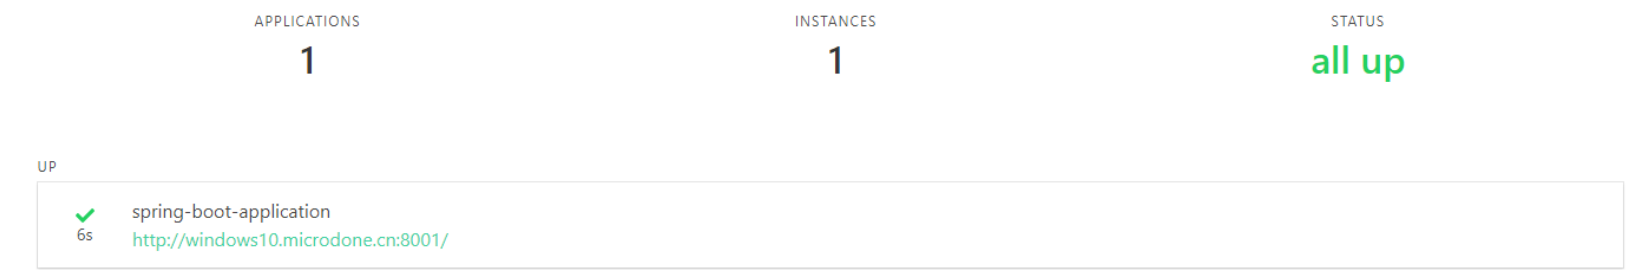 APPLICATIONS
1
INSTANCES
1
STATUS
all up
UP
spring-boot-application
6s
http://windows10.microdone.cn:8001/